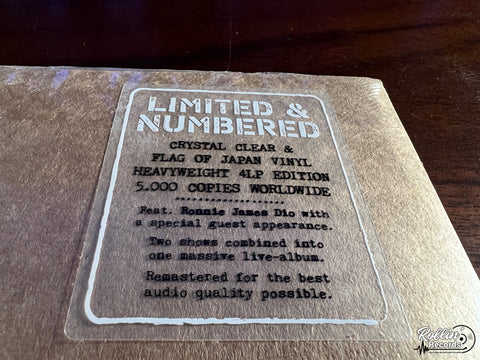 LIMITED &
NUMBERED
CRYSTAL CLEAR &
FLAG OF JAPAN VINYL
HEAVYWEIGHT 4LP EDITION
5.000 COPIES WORLDWIDE
Feat. Ronnie James Dio with
a special guest appearance.
Two shows combined into
one massive live-album.
Remastered for the best
audio quality possible.
Rollin'
Records